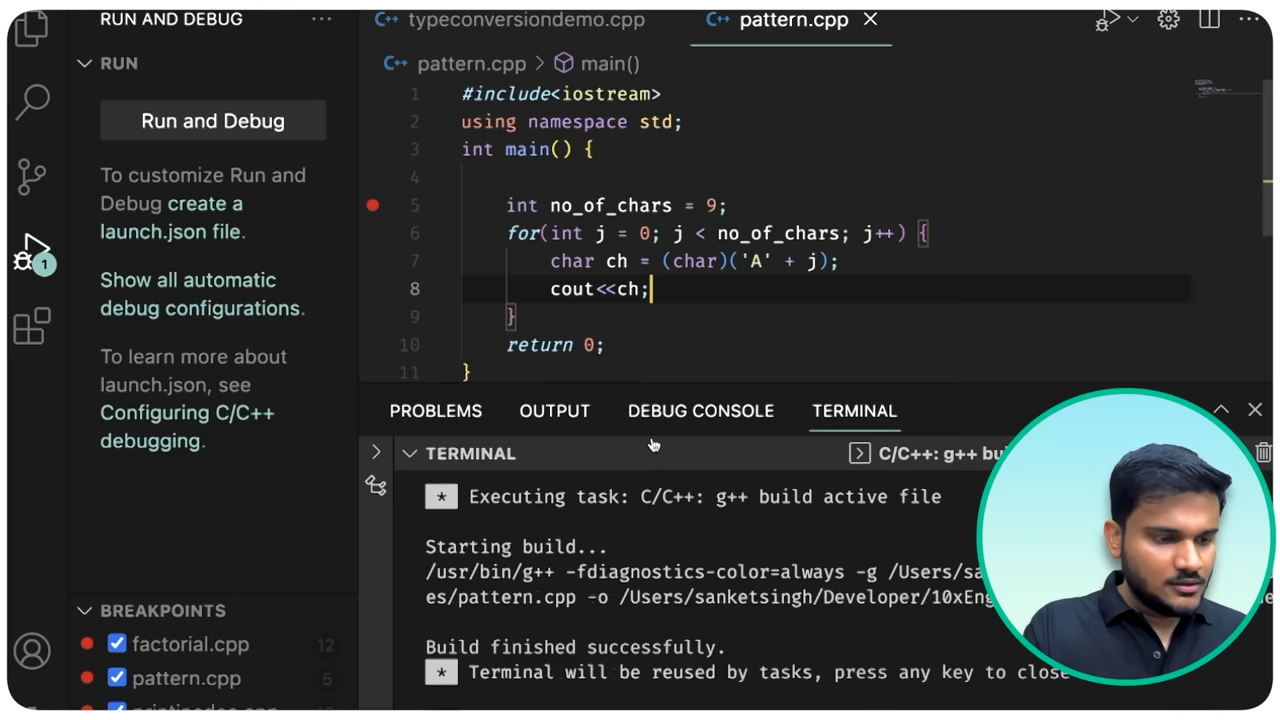 RUN AND DEBUG ...
RUN
Run and Debug
To customize Run and
Debug create a
launch.json file.
Show all automatic
debug configurations.
To learn more about
launch.json, see
Configuring C/C++
debugging.
1
BREAKPOINTS
factorial.cpp 12
pattern.cpp 5
C++ typeconversiondemo.cpp
C++ pattern.cpp
C++ pattern.cpp > main()
1 #include<iostream>
2 using namespace std;
3 int main() {
4
5 int no_of_chars = 9;
6 for(int j = 0; j < no_of_chars; j++) {
7 char ch = (char)('A' + j);
8 cout<<ch;
9 }
10 return 0;
11 }
PROBLEMS OUTPUT DEBUG CONSOLE TERMINAL
TERMINAL C/C++: g++
* Executing task: C/C++: g++ build active file
Starting build...
/usr/bin/g++ -fdiagnostics-color=always -g
es/pattern.cpp -o /Users/sanketsingh/Developer/
Build finished successfully.
* Terminal will be reused by tasks, press any key to close